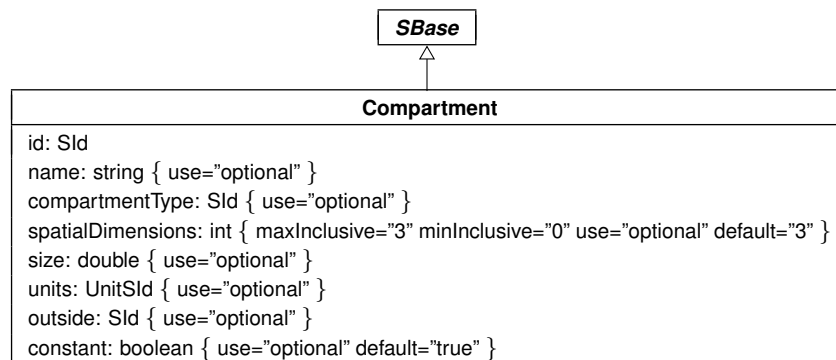 SBase
Compartment
id: SId
name: string { use=”optional” }
compartmentType: SId { use=”optional” }
spatialDimensions: int { maxInclusive=”3” minInclusive=”0” use=”optional” default=”3” }
size: double { use=”optional” }
units: UnitSId { use=”optional” }
outside: SId { use=”optional” }
constant: boolean { use=”optional” default=”true” }